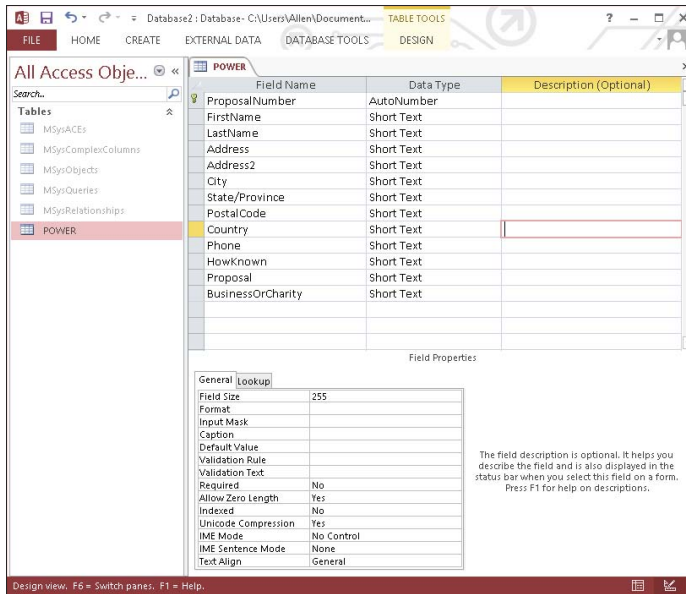 Database2 : Database- C:\Users\Allen\Document... TABLE TOOLS ?
FILE HOME CREATE EXTERNAL DATA DATABASE TOOLS DESIGN
All Access Obje... «
Search..
Tables
MSysACEs
MSysComplexColumns
MSysObjects
MSysQueries
MSysRelationships
POWER
POWER
Field Name Data Type Description (Optional)
ProposalNumber AutoNumber
FirstName Short Text
LastName Short Text
Address Short Text
Address2 Short Text
City Short Text
State/Province Short Text
PostalCode Short Text
Country Short Text
Phone Short Text
HowKnown Short Text
Proposal Short Text
BusinessOrCharity Short Text
Field Properties
General Lookup
Field Size 255
Format
Input Mask
Caption
Default Value
Validation Rule
Validation Text
Required No
Allow Zero Length Yes
Indexed No
Unicode Compression Yes
IME Mode No Control
IME Sentence Mode None
Text Align General
The field description is optional. It helps you
describe the field and is also displayed in the
status bar when you select this field on a form.
Press F1 for help on descriptions.
Design view. F6 = Switch panes. F1 = Help.